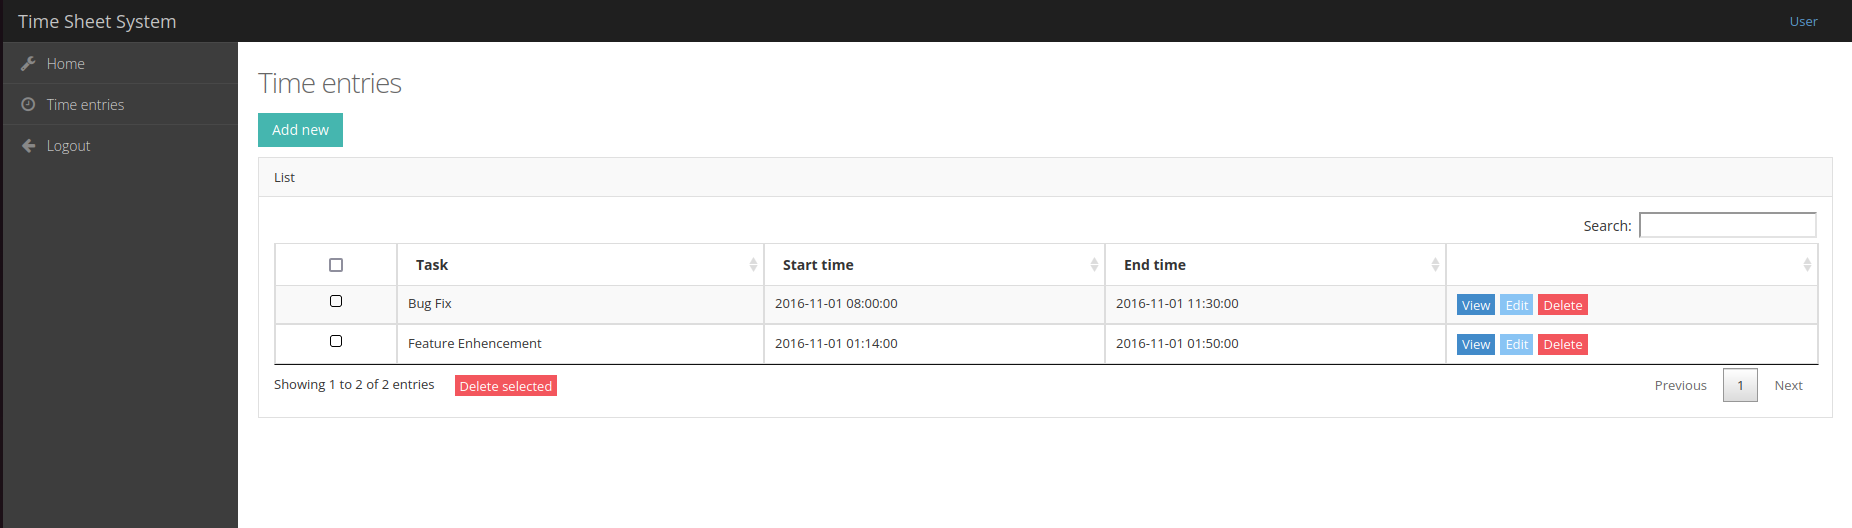 Time Sheet System User
Home
Time entries
Logout
Time entries
Add new
List
Search:
Task Start time End time
Bug Fix 2016-11-01 08:00:00 2016-11-01 11:30:00 View Edit Delete
Feature Enhencement 2016-11-01 01:14:00 2016-11-01 01:50:00 View Edit Delete
Showing 1 to 2 of 2 entries Delete selected Previous 1 Next